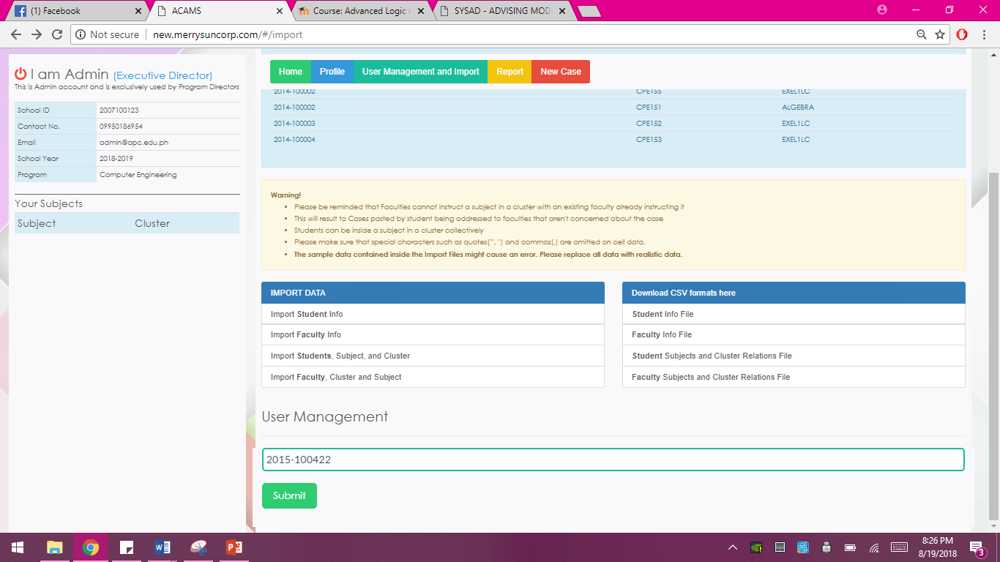 (1) Facebook
ACAMS
Course: Advanced Logic
SYSAD - ADVISING MOD
Not secure
new.merrysuncorp.com/#/import
I am Admin (Executive Director)
This is Admin account and is exclusively used by Program Directors
School ID 2007100123
Contact No. 09950186954
Email admin@apc.edu.ph
School Year 2018-2019
Program Computer Engineering
Your Subjects
Subject Cluster
Home Profile User Management and Import Report New Case
2014-100002 CPE155 EXEL1LC
2014-100002 CPE151 ALGEBRA
2014-100003 CPE152 EXEL1LC
2014-100004 CPE153 EXEL1LC
Warning!
• Please be reminded that Faculties cannot instruct a subject in a cluster with an existing faculty already instructing it
• This will result to Cases posted by student being addressed to faculties that aren't concerned about the case
• Students can be inside a subject in a cluster collectively
• Please make sure that special characters such as quotes("", '') and commas(,) are omitted on cell data.
• The sample data contained inside the Import Files might cause an error. Please replace all data with realistic data.
IMPORT DATA
Import Student Info
Import Faculty Info
Import Students, Subject, and Cluster
Import Faculty, Cluster and Subject
Download CSV formats here
Student Info File
Faculty Info File
Student Subjects and Cluster Relations File
Faculty Subjects and Cluster Relations File
User Management
2015-100422
Submit
8:26 PM
8/19/2018
3